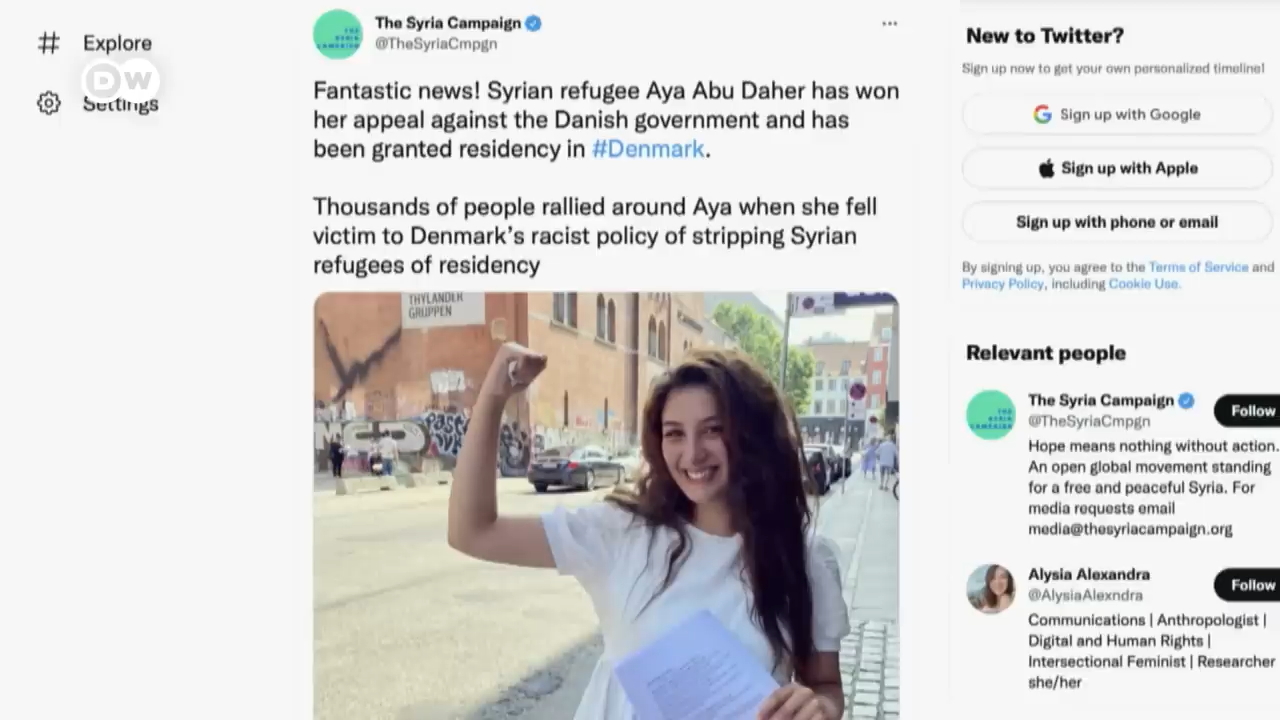 Explore
DW
Settings
The Syria Campaign
@TheSyriaCmpgn
Fantastic news! Syrian refugee Aya Abu Daher has won
her appeal against the Danish government and has
been granted residency in #Denmark.
Thousands of people rallied around Aya when she fell
victim to Denmark's racist policy of stripping Syrian
refugees of residency
THYLANDER
GRUPPEN
New to Twitter?
Sign up now to get your own personalized timeline!
Sign up with Google
Sign up with Apple
Sign up with phone or email
By signing up, you agree to the Terms of Service and
Privacy Policy, including Cookie Use.
Relevant people
The Syria Campaign
@TheSyriaCmpgn
Follow
Hope means nothing without action.
An open global movement standing
for a free and peaceful Syria. For
media requests email
media@thesyriacampaign.org
Alysia Alexandra
@AlysiaAlexndra
Follow
Communications | Anthropologist |
Digital and Human Rights |
Intersectional Feminist | Researcher
she/her